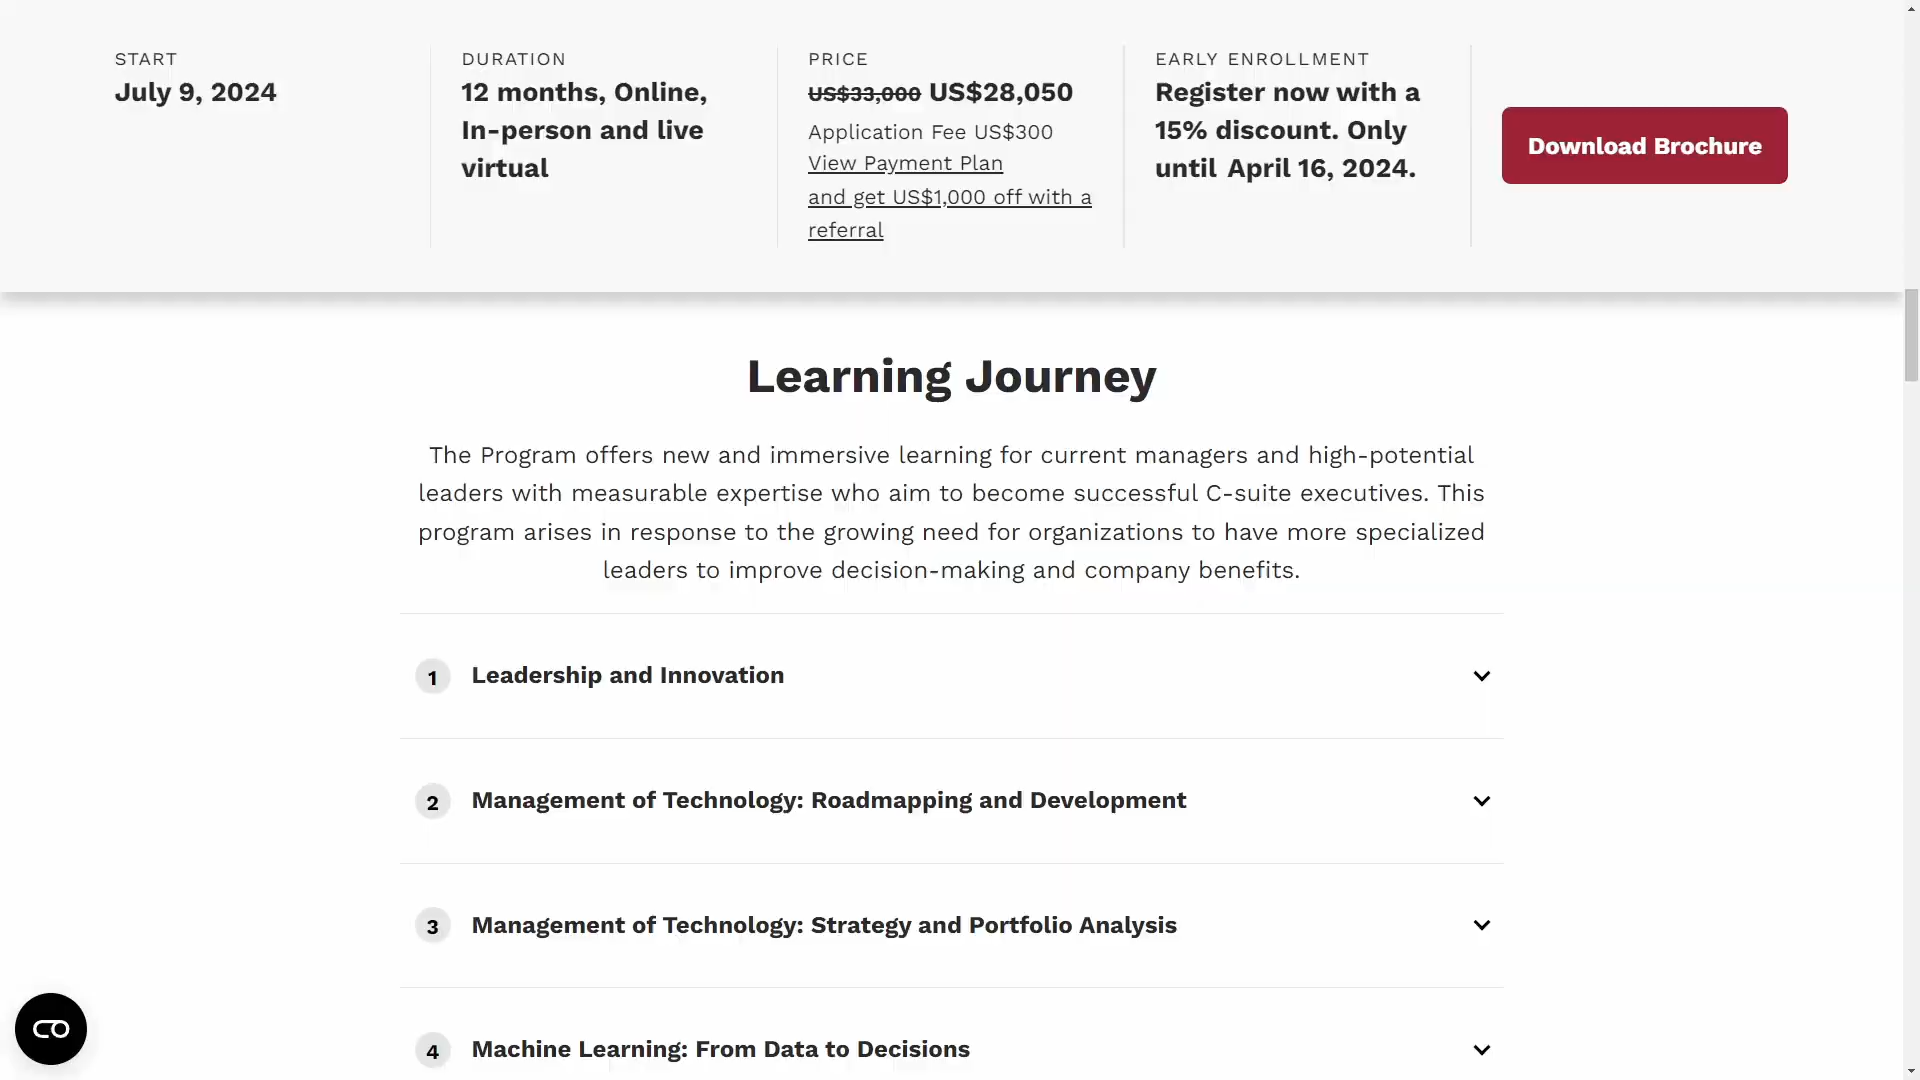 START
July 9, 2024
DURATION
12 months, Online,
In-person and live
virtual
PRICE
US$33,000 US$28,050
Application Fee US$300
View Payment Plan
and get US$1,000 off with a
referral
EARLY ENROLLMENT
Register now with a
15% discount. Only
until April 16, 2024.
Download Brochure
Learning Journey
The Program offers new and immersive learning for current managers and high-potential
leaders with measurable expertise who aim to become successful C-suite executives. This
program arises in response to the growing need for organizations to have more specialized
leaders to improve decision-making and company benefits.
1 Leadership and Innovation
2 Management of Technology: Roadmapping and Development
3 Management of Technology: Strategy and Portfolio Analysis
4 Machine Learning: From Data to Decisions